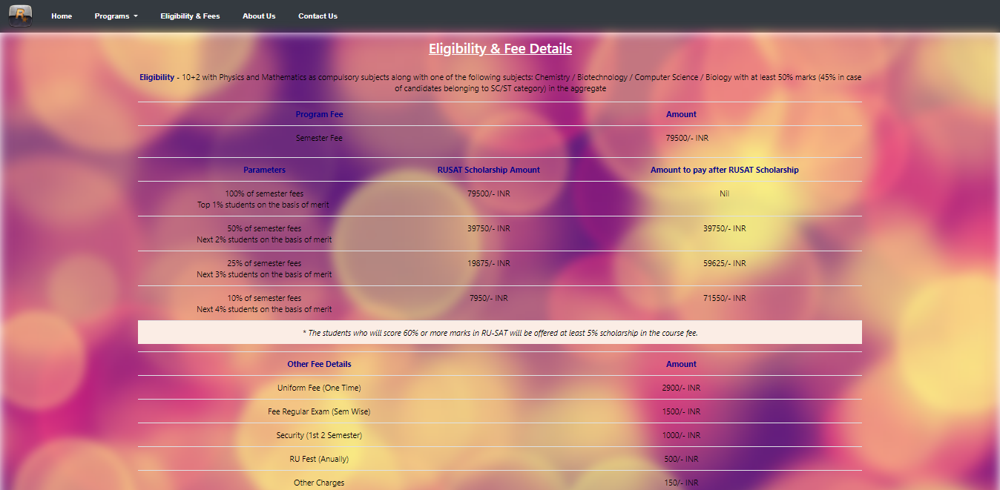 R
Home Programs Eligibility & Fees About Us Contact Us
Eligibility & Fee Details
Eligibility - 10+2 with Physics and Mathematics as compulsory subjects along with one of the following subjects: Chemistry / Biotechnology / Computer Science / Biology with at least 50% marks (45% in case
of candidates belonging to SC/ST category) in the aggregate
Program Fee Amount
Semester Fee 79500/- INR
Parameters RUSAT Scholarship Amount Amount to pay after RUSAT Scholarship
100% of semester fees 79500/- INR Nil
Top 1% students on the basis of merit
50% of semester fees 39750/- INR 39750/- INR
Next 2% students on the basis of merit
25% of semester fees 19875/- INR 59625/- INR
Next 3% students on the basis of merit
10% of semester fees 7950/- INR 71550/- INR
Next 4% students on the basis of merit
* The students who will score 60% or more marks in RU-SAT will be offered at least 5% scholarship in the course fee.
Other Fee Details Amount
Uniform Fee (One Time) 2900/- INR
Fee Regular Exam (Sem Wise) 1500/- INR
Security (1st 2 Semester) 1000/- INR
RU Fest (Anually) 500/- INR
Other Charges 150/- INR